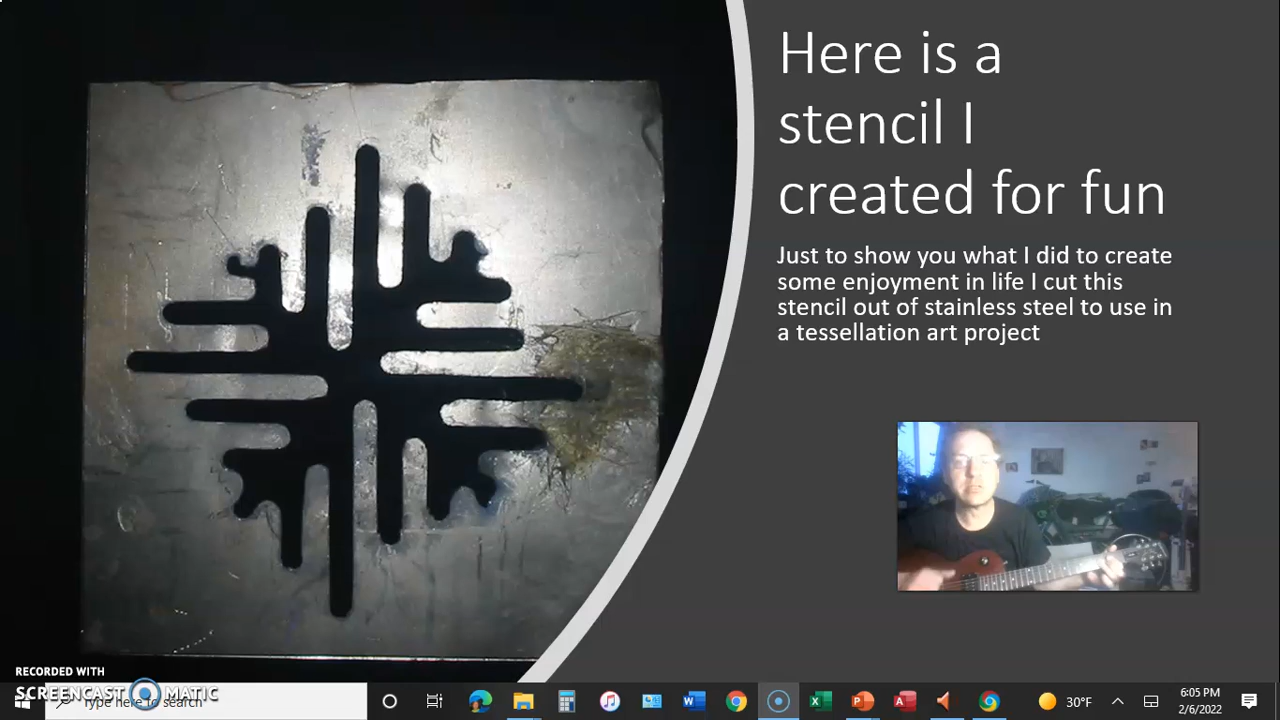 Here is a
stencil I
created for fun
Just to show you what I did to create
some enjoyment in life I cut this
stencil out of stainless steel to use in
a tessellation art project
RECORDED WITH
SCREENCAST MATIC
Type here to search
30°F
6:05 PM
2/6/2022